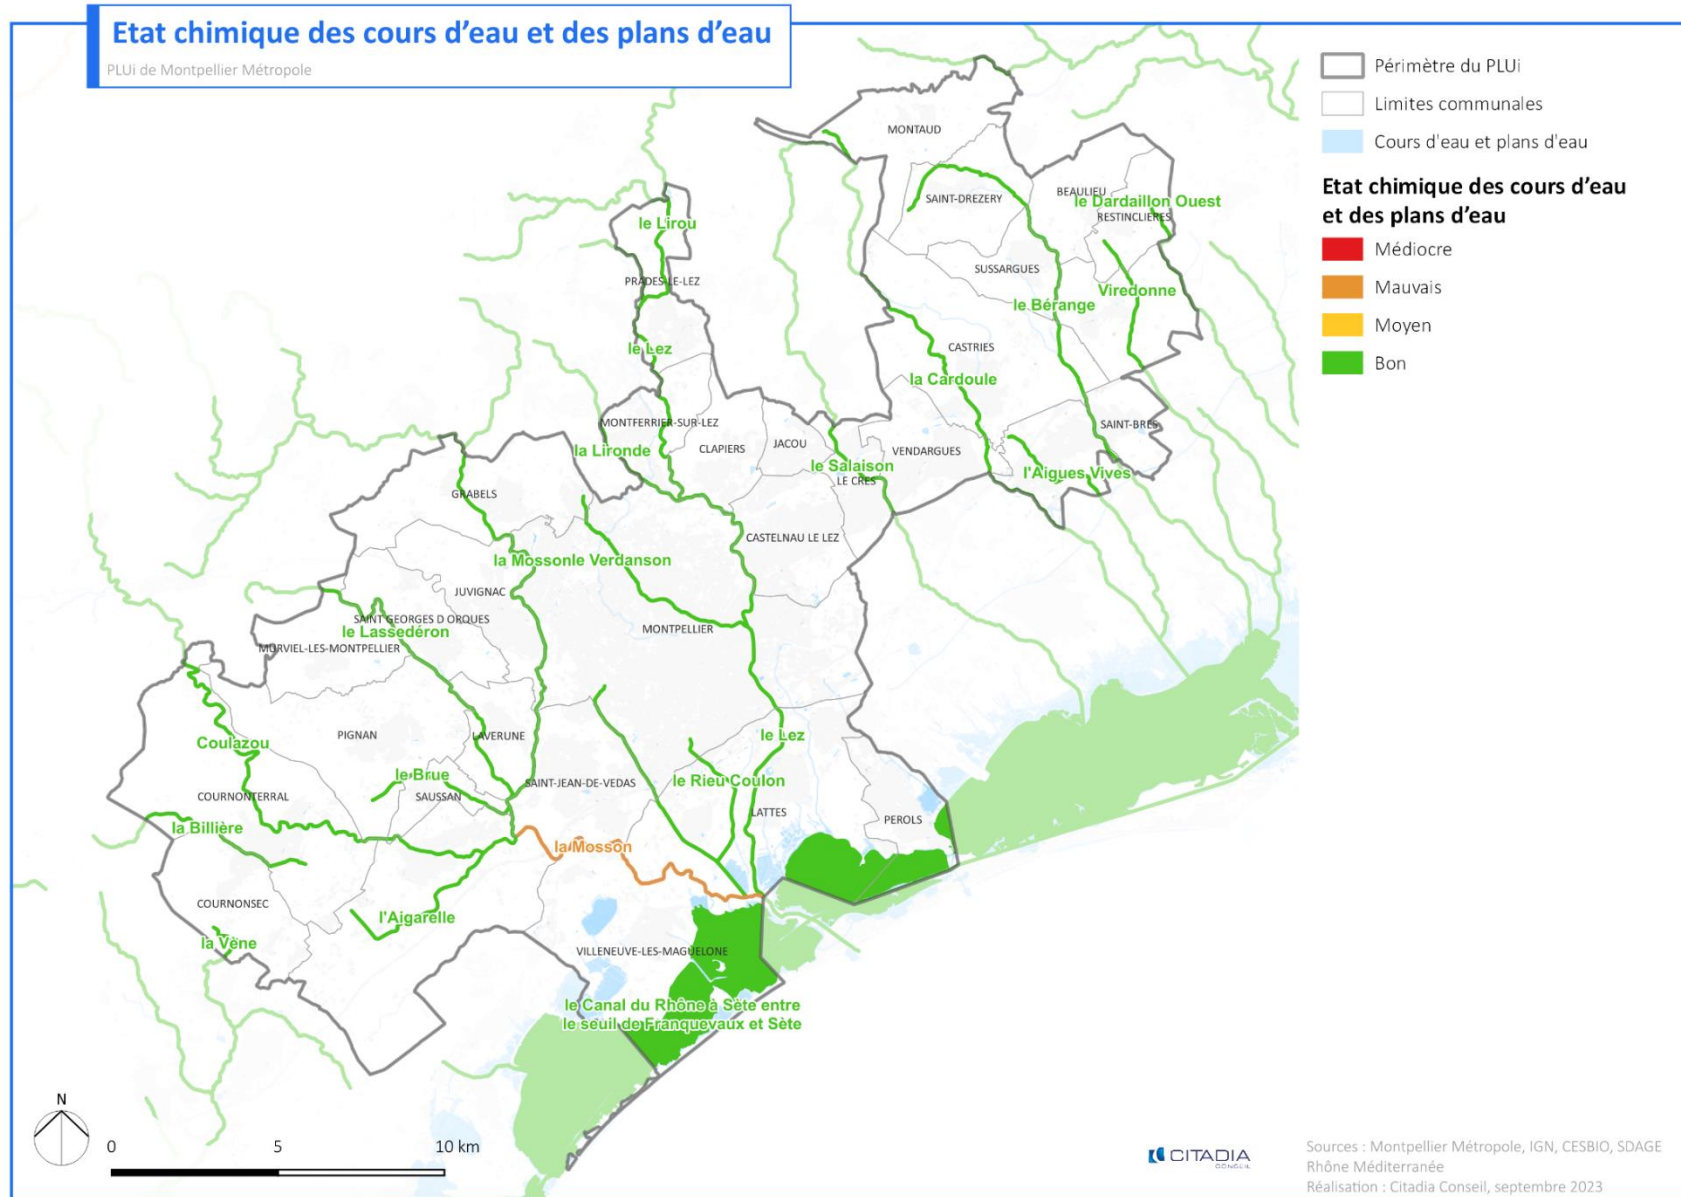 Etat chimique des cours d'eau et des plans d'eau
PLUi de Montpellier Métropole
Périmètre du PLUi
Limites communales
Cours d'eau et plans d'eau
Etat chimique des cours d'eau
et des plans d'eau
Médiocre
Mauvais
Moyen
Bon
MONTAUD
SAINT-DREZERY
BEAULIEU
le Dardaillon Ouest
RESTINCLIERES
le Lirou
SUSSARGUES
PRADES-LE-LEZ
Viredonne
le Bérange
le Lez
CASTRIES
la Cardoule
MONTFERRIER-SUR-LEZ
SAINT-BRES
CLAPIERS
JACOU
la Lironde
VENDARGUES
le Salaison
l'Aigues Vives
LE CRES
GRABELS
CASTELNAU LE LEZ
la Mosson
le Verdanson
JUVIGNAC
SAINT GEORGES D ORQUES
le Lassedéron
MONTPELLIER
MURVIEL-LES-MONTPELLIER
Coulazou
PIGNAN
LAVERUNE
le Lez
le Brue
SAINT-JEAN-DE-VEDAS
le Rieu Coulon
COURNONTERRAL
SAUSSAN
LATTES
PEROLS
la Billière
la Mosson
COURNONSEC
l'Aigarelle
la Vène
VILLENEUVE-LES-MAGUELONE
le Canal du Rhône à Sète entre
le seuil de Franquevaux et Sète
N
0 5 10 km
CITADIA
CONSEIL
Sources : Montpellier Métropole, IGN, CESBIO, SDAGE
Rhône Méditerranée
Réalisation : Citadia Conseil, septembre 2023